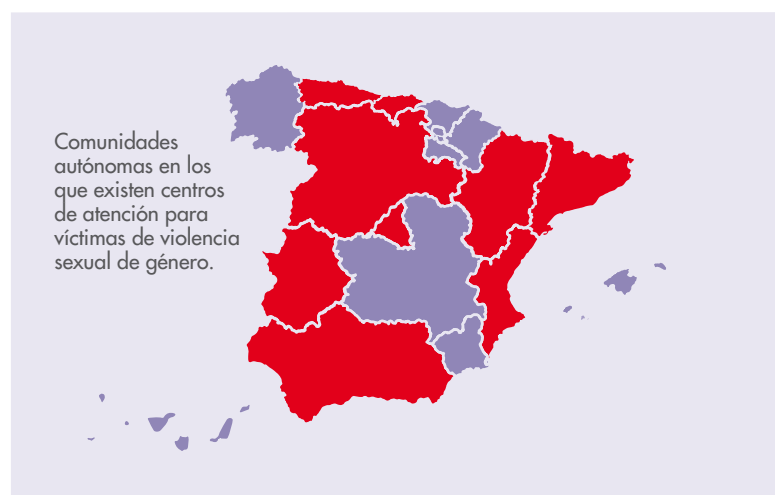 Comunidades
autónomas en los
que existen centros
de atención para
víctimas de violencia
sexual de género.